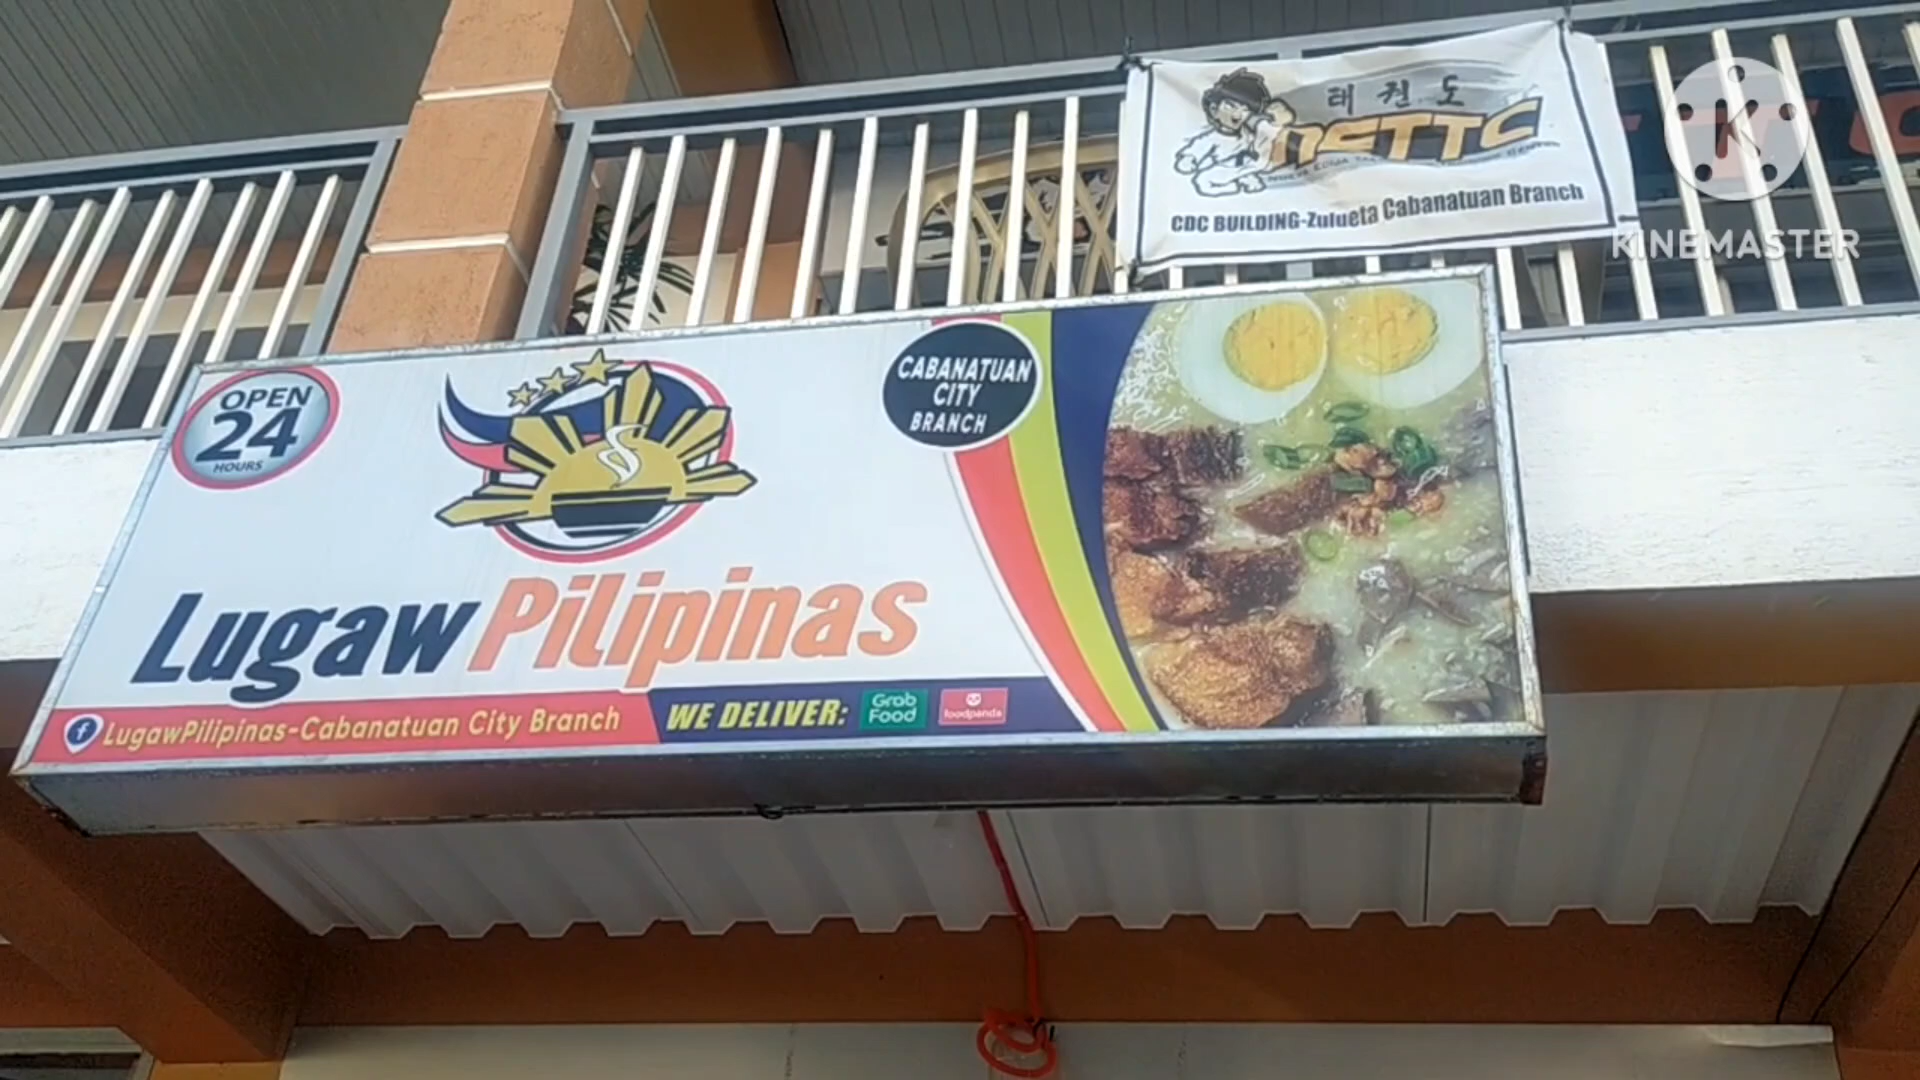 태권도
NETTC
CDC BUILDING-Zulueta Cabanatuan Branch
KINEMASTER
OPEN
24
HOURS
CABANATUAN
CITY
BRANCH
Lugaw Pilipinas
LugawPilipinas-Cabanatuan City Branch
WE DELIVER:
Grab
Food
foodpanda